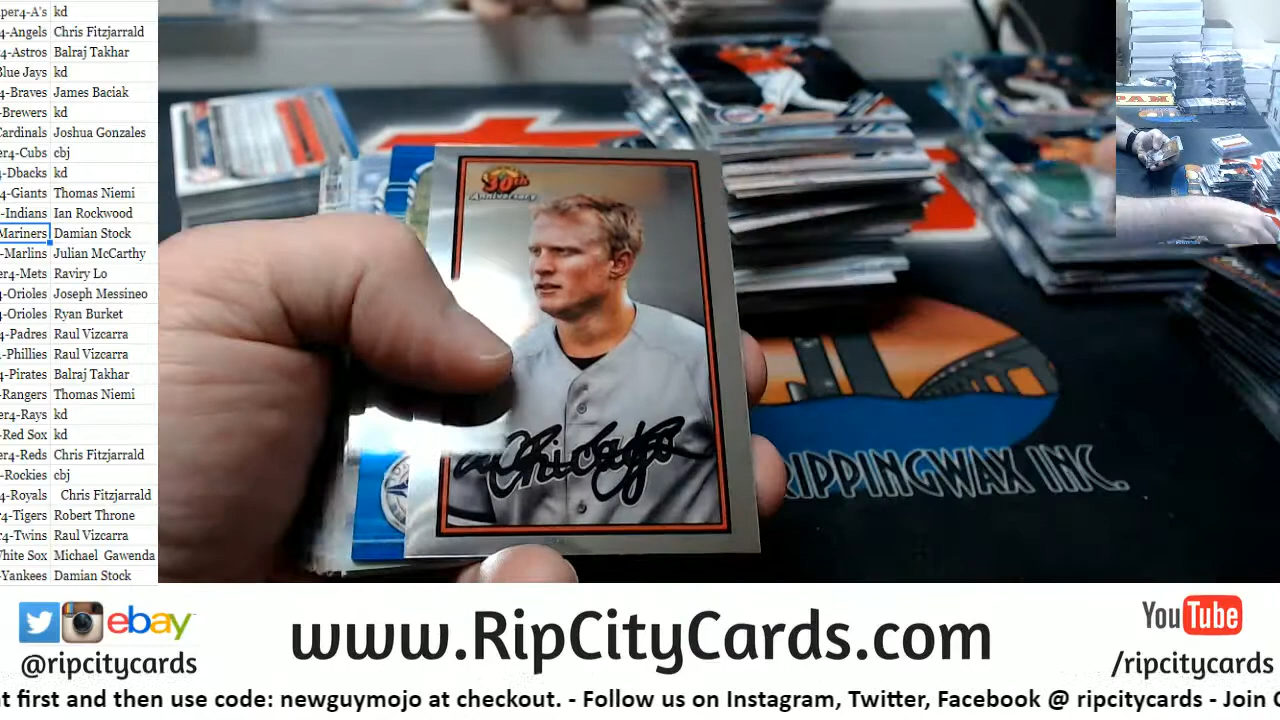 per4-A's kd
-Angels Chris Fitzjarrald
4-Astros Balraj Takhar
Blue Jays kd
-Braves James Baciak
-Brewers kd
Cardinals Joshua Gonzales
er4-Cubs cbj
-Dbacks kd
4-Giants Thomas Niemi
-Indians Ian Rockwood
Mariners Damian Stock
-Marlins Julian McCarthy
er4-Mets Raviry Lo
4-Orioles Joseph Messineo
4-Orioles Ryan Burket
4-Padres Raul Vizcarra
-Phillies Raul Vizcarra
4-Pirates Balraj Takhar
-Rangers Thomas Niemi
er4-Rays kd
-Red Sox kd
er4-Reds Chris Fitzjarrald
-Rockies cbj
4-Royals Chris Fitzjarrald
r4-Tigers Robert Throne
r4-Twins Raul Vizcarra
White Sox Michael Gawenda
Yankees Damian Stock
30th
Anniversary
Chicago
RIPPINGWAX INC.
ebay
@ripcitycards
www.RipCityCards.com
YouTube
/ripcitycards
t first and then use code: newguymojo at checkout. - Follow us on Instagram, Twitter, Facebook @ ripcitycards - Join